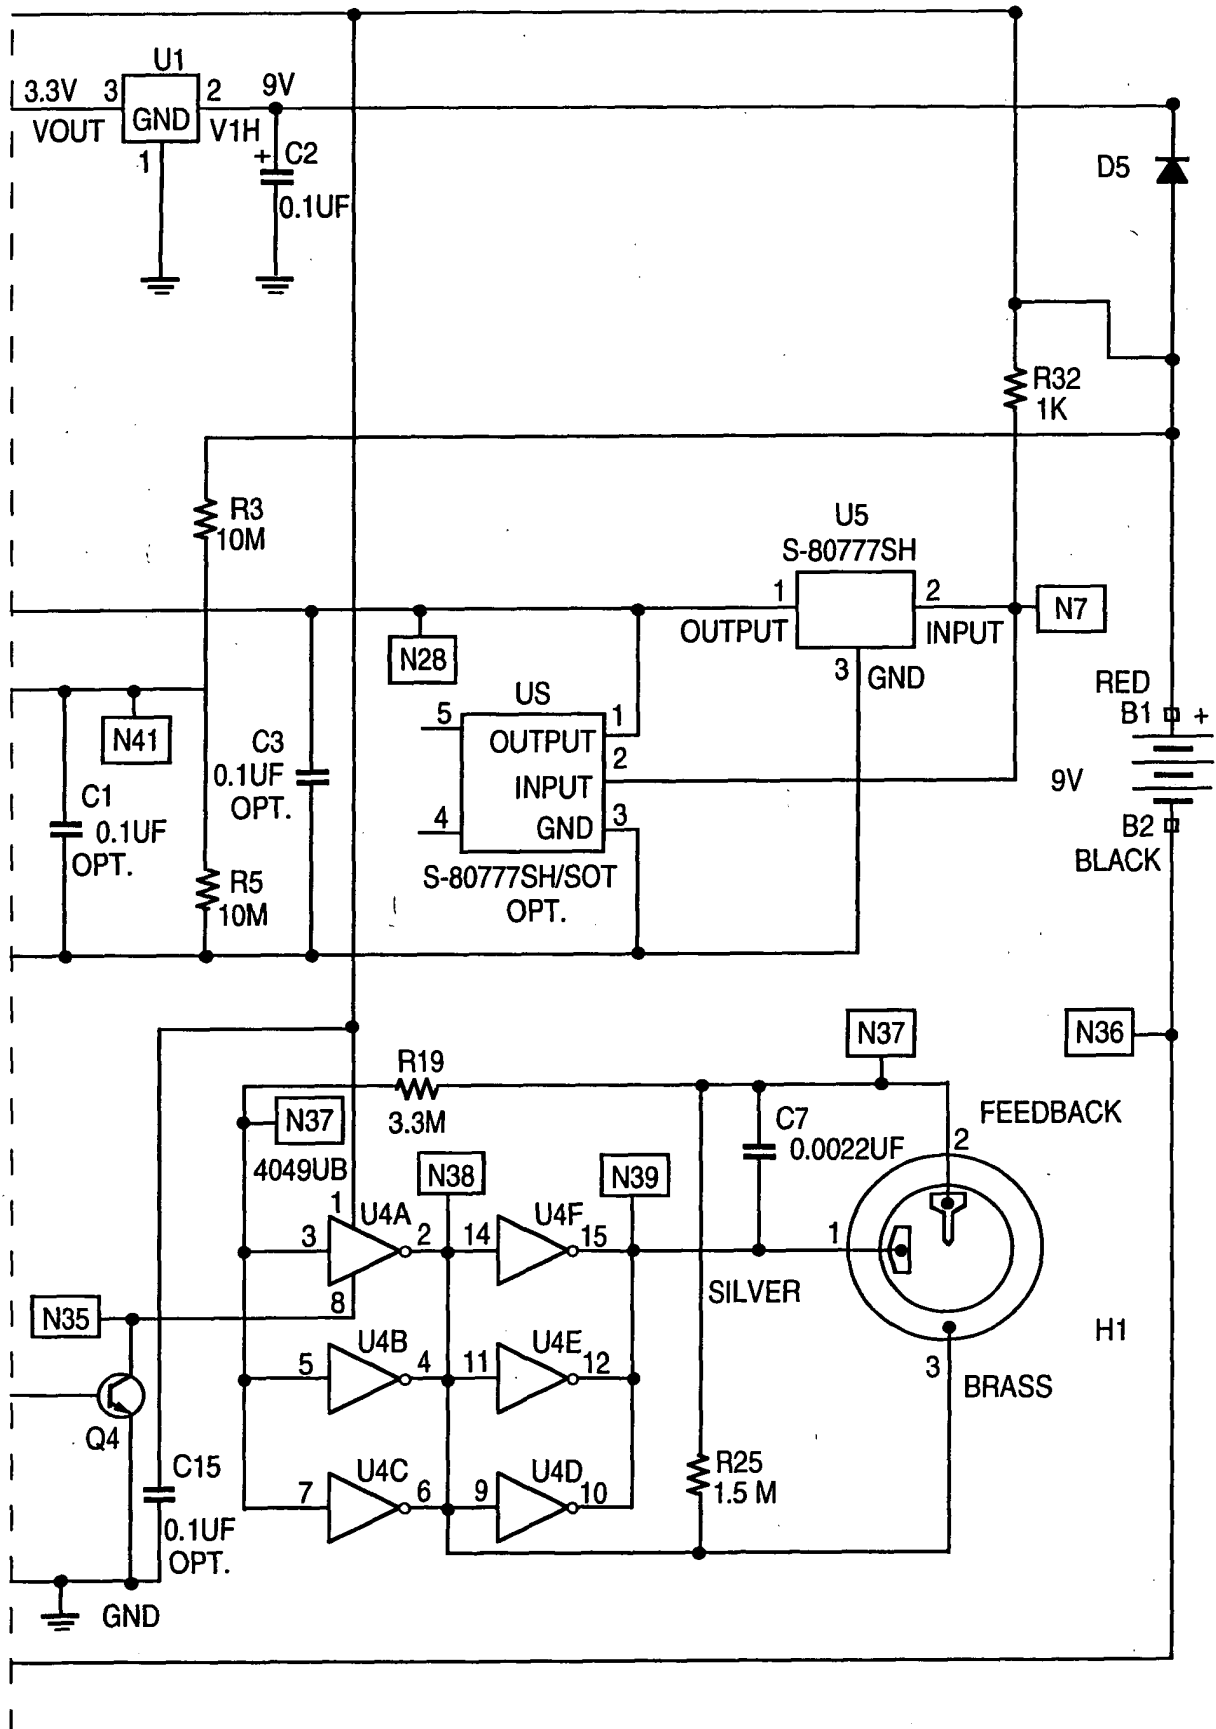 U1
3.3V 3 2 9V
VOUT GND V1H
1
+ C2
0.1UF
D5
R32
1K
R3
10M
U5
S-80777SH
1 2
OUTPUT INPUT
N7
N28
3 GND
RED
B1 +
9V
B2
BLACK
US
5 OUTPUT 1
INPUT 2
4 GND 3
S-80777SH/SOT
OPT.
N41
C3
0.1UF
OPT.
C1
0.1UF
OPT.
R5
10M
N37
N36
R19
3.3M
N37
4049UB
N38
N39
C7
0.0022UF
FEEDBACK
2
1
U4A
3 2
8
U4F
14 15
1
SILVER
N35
U4B
5 4
U4E
11 12
H1
3
BRASS
Q4
U4C
7 6
U4D
9 10
R25
1.5 M
C15
0.1UF
OPT.
GND